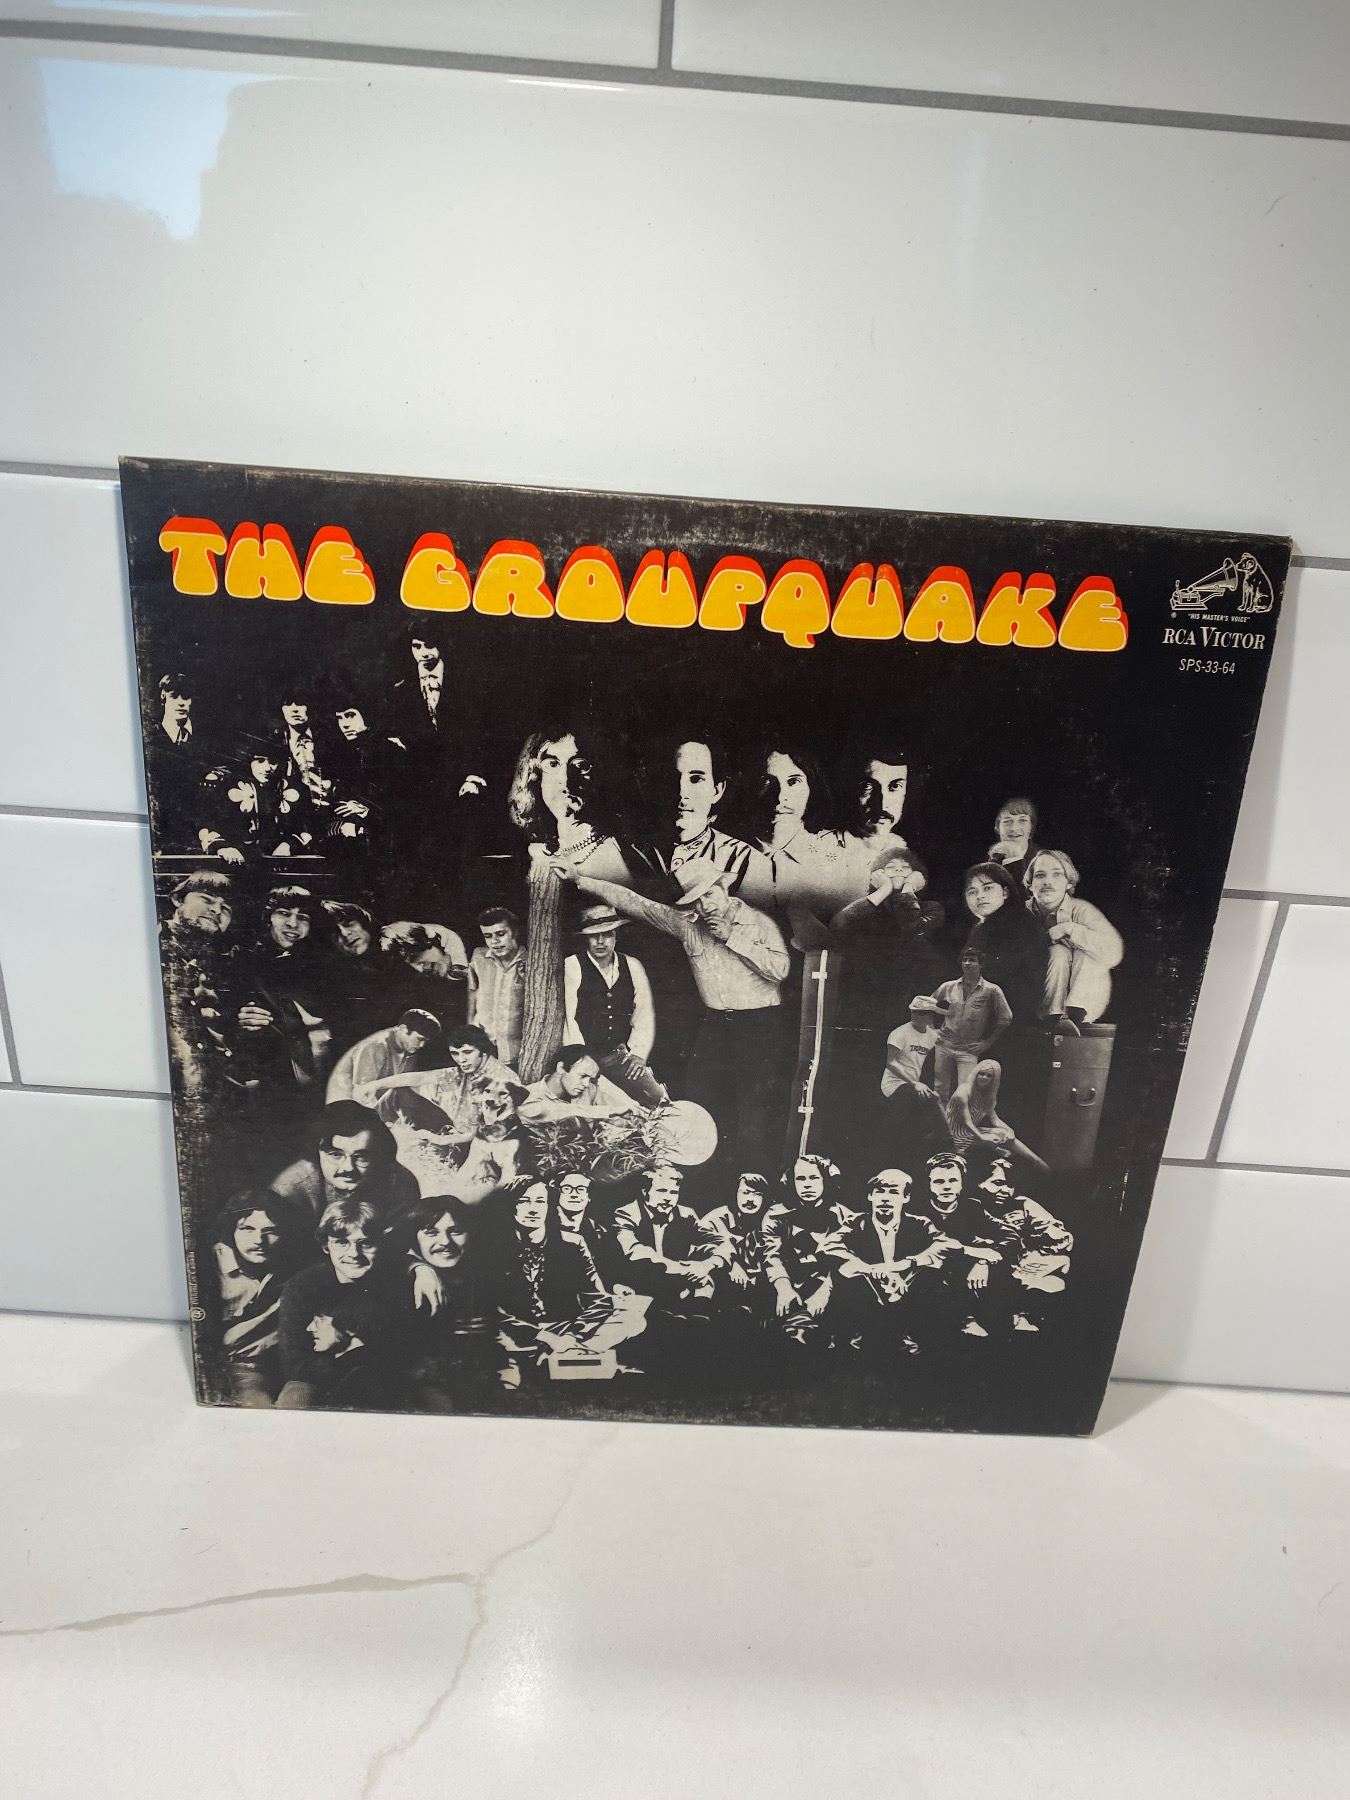 THE GROUPQUAKE
"HIS MASTER'S VOICE"
RCA VICTOR
SPS-33-64